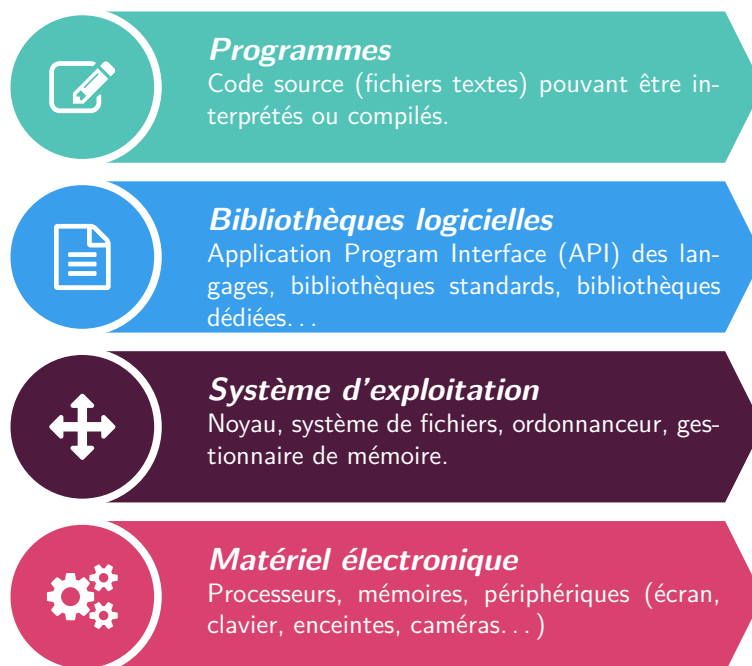 Programmes
Code source (fichiers textes) pouvant être in-
terprétés ou compilés.
Bibliothèques logicielles
Application Program Interface (API) des lan-
gages, bibliothèques standards, bibliothèques
dédiées...
Système d'exploitation
Noyau, système de fichiers, ordonnanceur, ges-
tionnaire de mémoire.
Matériel électronique
Processeurs, mémoires, périphériques (écran,
clavier, enceintes, caméras...)